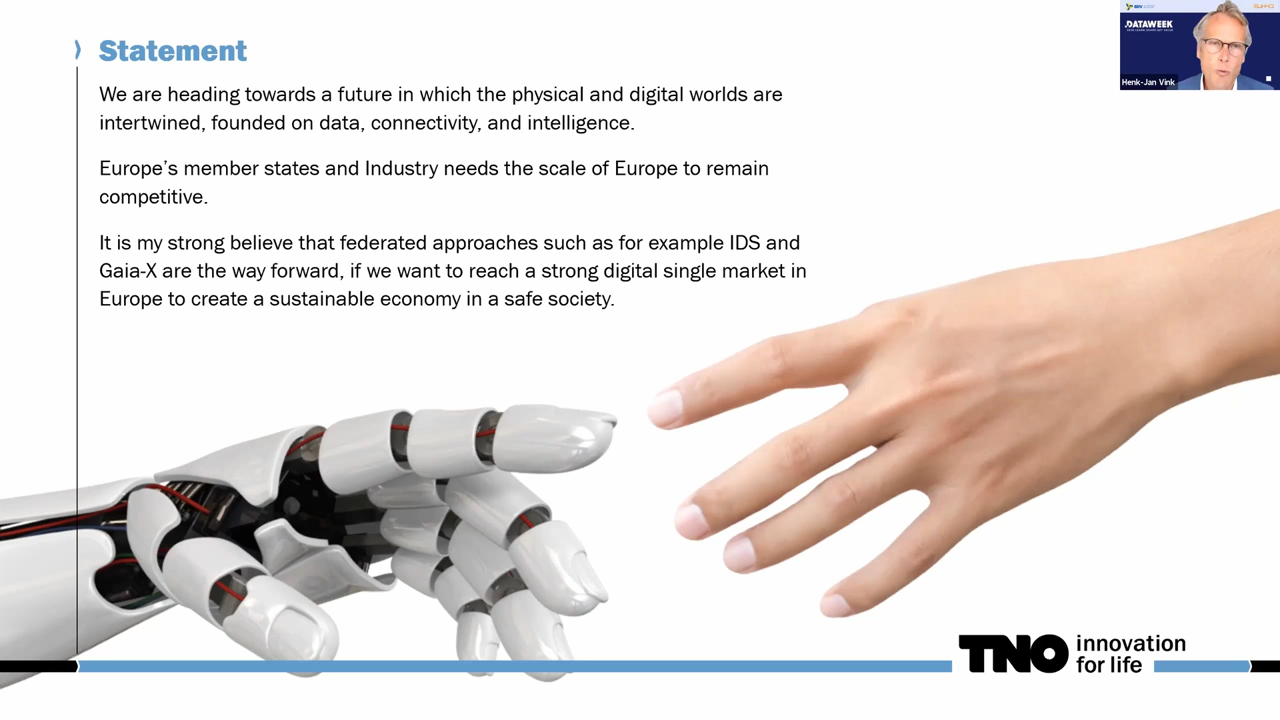 Statement
We are heading towards a future in which the physical and digital worlds are
intertwined, founded on data, connectivity, and intelligence.
Europe's member states and Industry needs the scale of Europe to remain
competitive.
It is my strong believe that federated approaches such as for example IDS and
Gaia-X are the way forward, if we want to reach a strong digital single market in
Europe to create a sustainable economy in a safe society.
DATAWEEK
Henk-Jan Vink
TNO innovation
for life